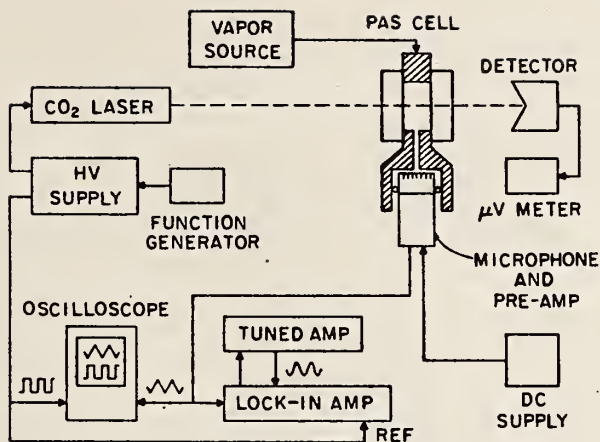 VAPOR
SOURCE
PAS CELL
DETECTOR
CO₂ LASER
HV
SUPPLY
FUNCTION
GENERATOR
μV METER
MICROPHONE
AND
PRE-AMP
OSCILLOSCOPE
TUNED AMP
LOCK-IN AMP
REF
DC
SUPPLY